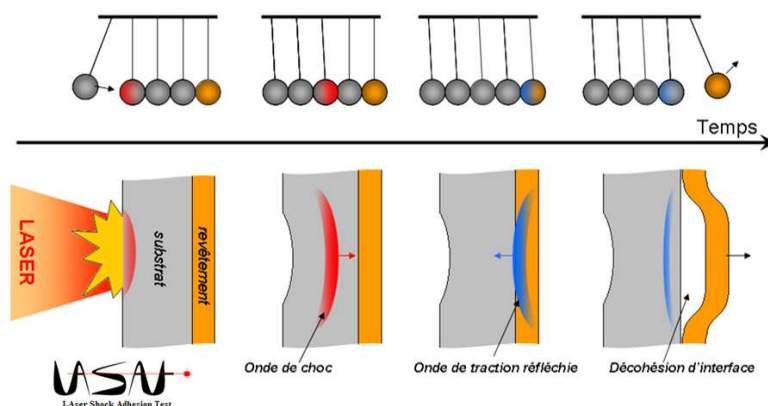 Temps
LASER
substrat
revêtement
Onde de choc
Onde de traction réfléchie
Décohésion d'interface
LASAT
LAser Shock Adhesion Test